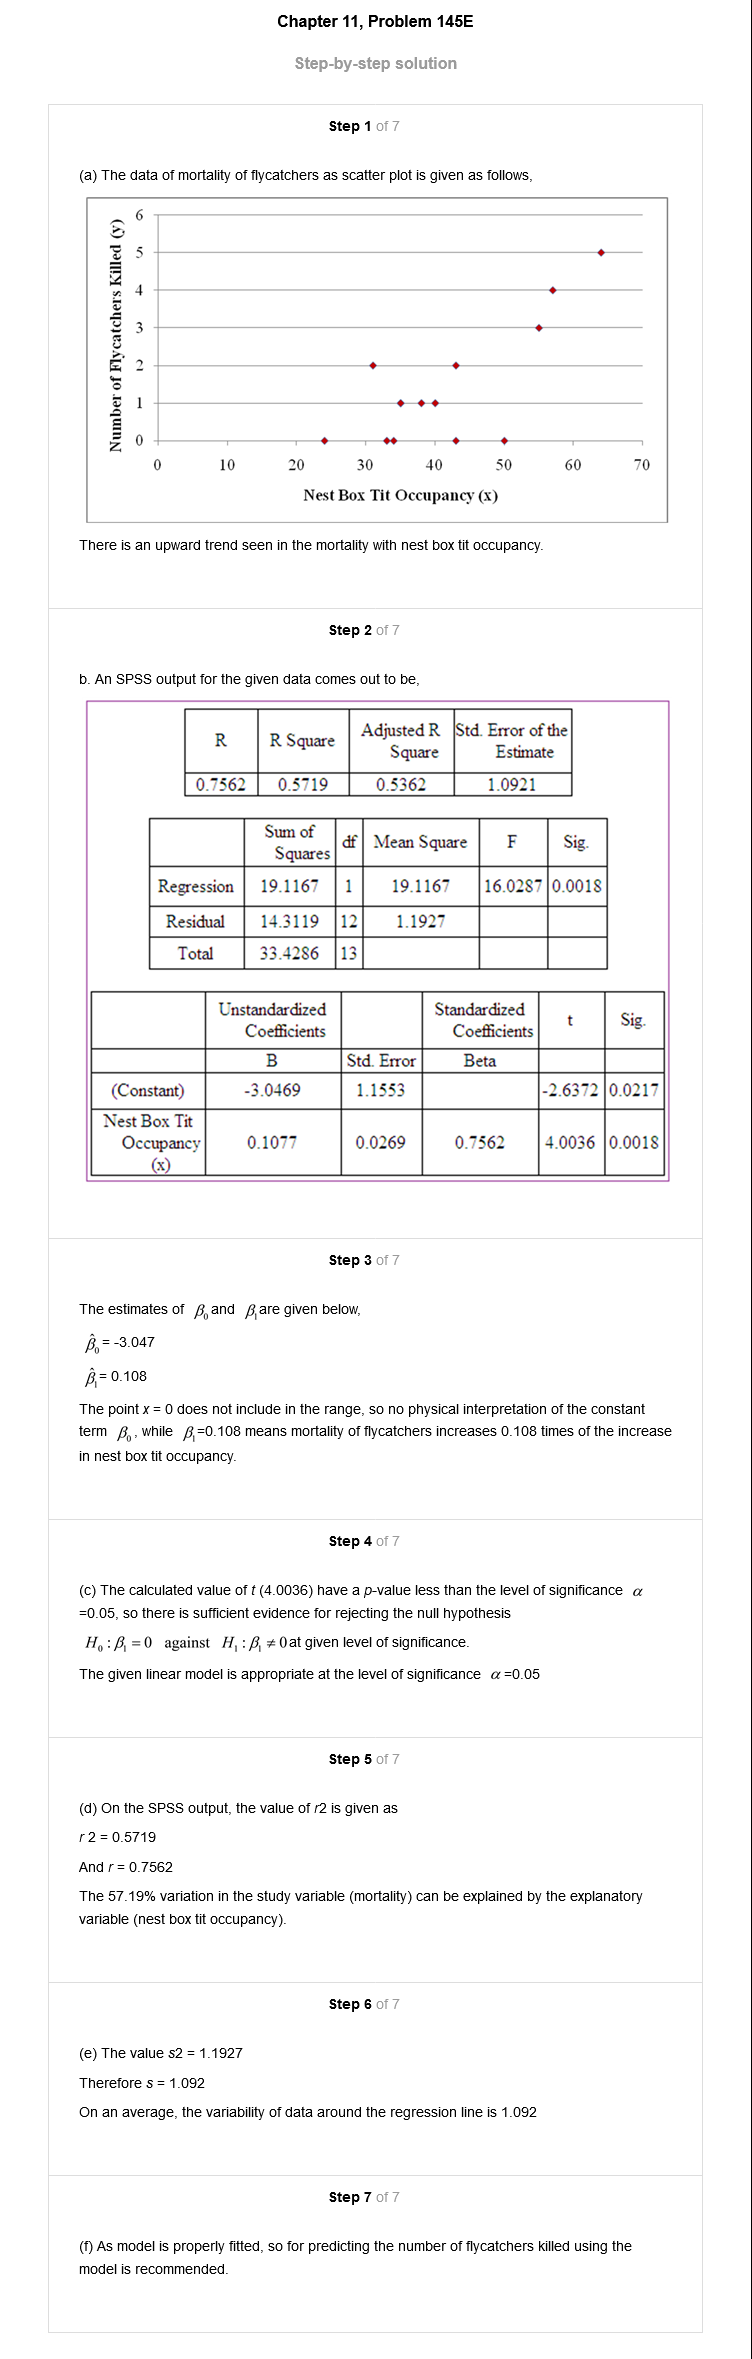 Chapter 11, Problem 145E
Step-by-step solution
Step 1 of 7
(a) The data of mortality of flycatchers as scatter plot is given as follows,
Number of Flycatchers Killed (y)
6
5
4
3
2
1
0
0 10 20 30 40 50 60 70
Nest Box Tit Occupancy (x)
There is an upward trend seen in the mortality with nest box tit occupancy.
Step 2 of 7
b. An SPSS output for the given data comes out to be,
R R Square Adjusted R Square Std. Error of the Estimate
0.7562 0.5719 0.5362 1.0921
Sum of Squares df Mean Square F Sig.
Regression 19.1167 1 19.1167 16.0287 0.0018
Residual 14.3119 12 1.1927
Total 33.4286 13
Unstandardized Coefficients Standardized Coefficients t Sig.
B Std. Error Beta
(Constant) -3.0469 1.1553 -2.6372 0.0217
Nest Box Tit Occupancy (x) 0.1077 0.0269 0.7562 4.0036 0.0018
Step 3 of 7
The estimates of β₀ and β₁ are given below,
β̂₀ = -3.047
β̂₁ = 0.108
The point x = 0 does not include in the range, so no physical interpretation of the constant
term β₀, while β₁=0.108 means mortality of flycatchers increases 0.108 times of the increase
in nest box tit occupancy.
Step 4 of 7
(c) The calculated value of t (4.0036) have a p-value less than the level of significance α
=0.05, so there is sufficient evidence for rejecting the null hypothesis
H₀ : β₁ = 0 against H₁ : β₁ ≠ 0 at given level of significance.
The given linear model is appropriate at the level of significance α =0.05
Step 5 of 7
(d) On the SPSS output, the value of r2 is given as
r 2 = 0.5719
And r = 0.7562
The 57.19% variation in the study variable (mortality) can be explained by the explanatory
variable (nest box tit occupancy).
Step 6 of 7
(e) The value s2 = 1.1927
Therefore s = 1.092
On an average, the variability of data around the regression line is 1.092
Step 7 of 7
(f) As model is properly fitted, so for predicting the number of flycatchers killed using the
model is recommended.